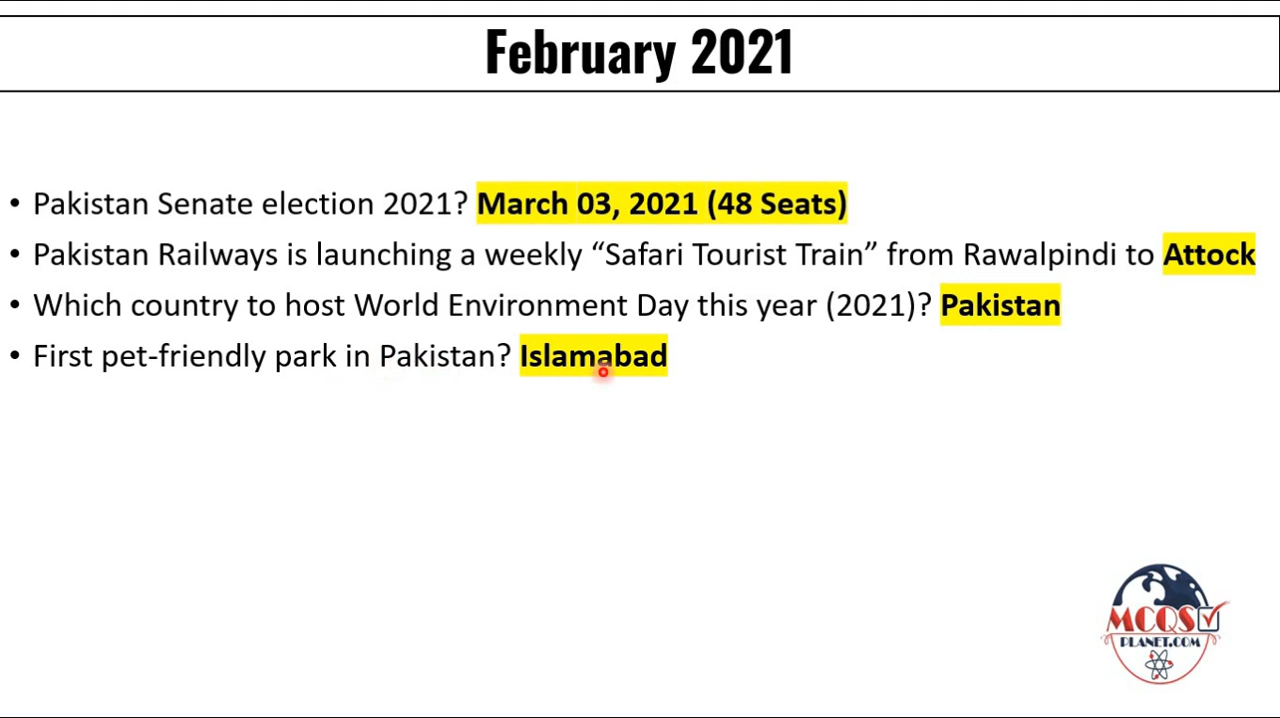 February 2021
• Pakistan Senate election 2021? March 03, 2021 (48 Seats)
• Pakistan Railways is launching a weekly “Safari Tourist Train” from Rawalpindi to Attock
• Which country to host World Environment Day this year (2021)? Pakistan
• First pet-friendly park in Pakistan? Islamabad
MCQS
PLANET.COM